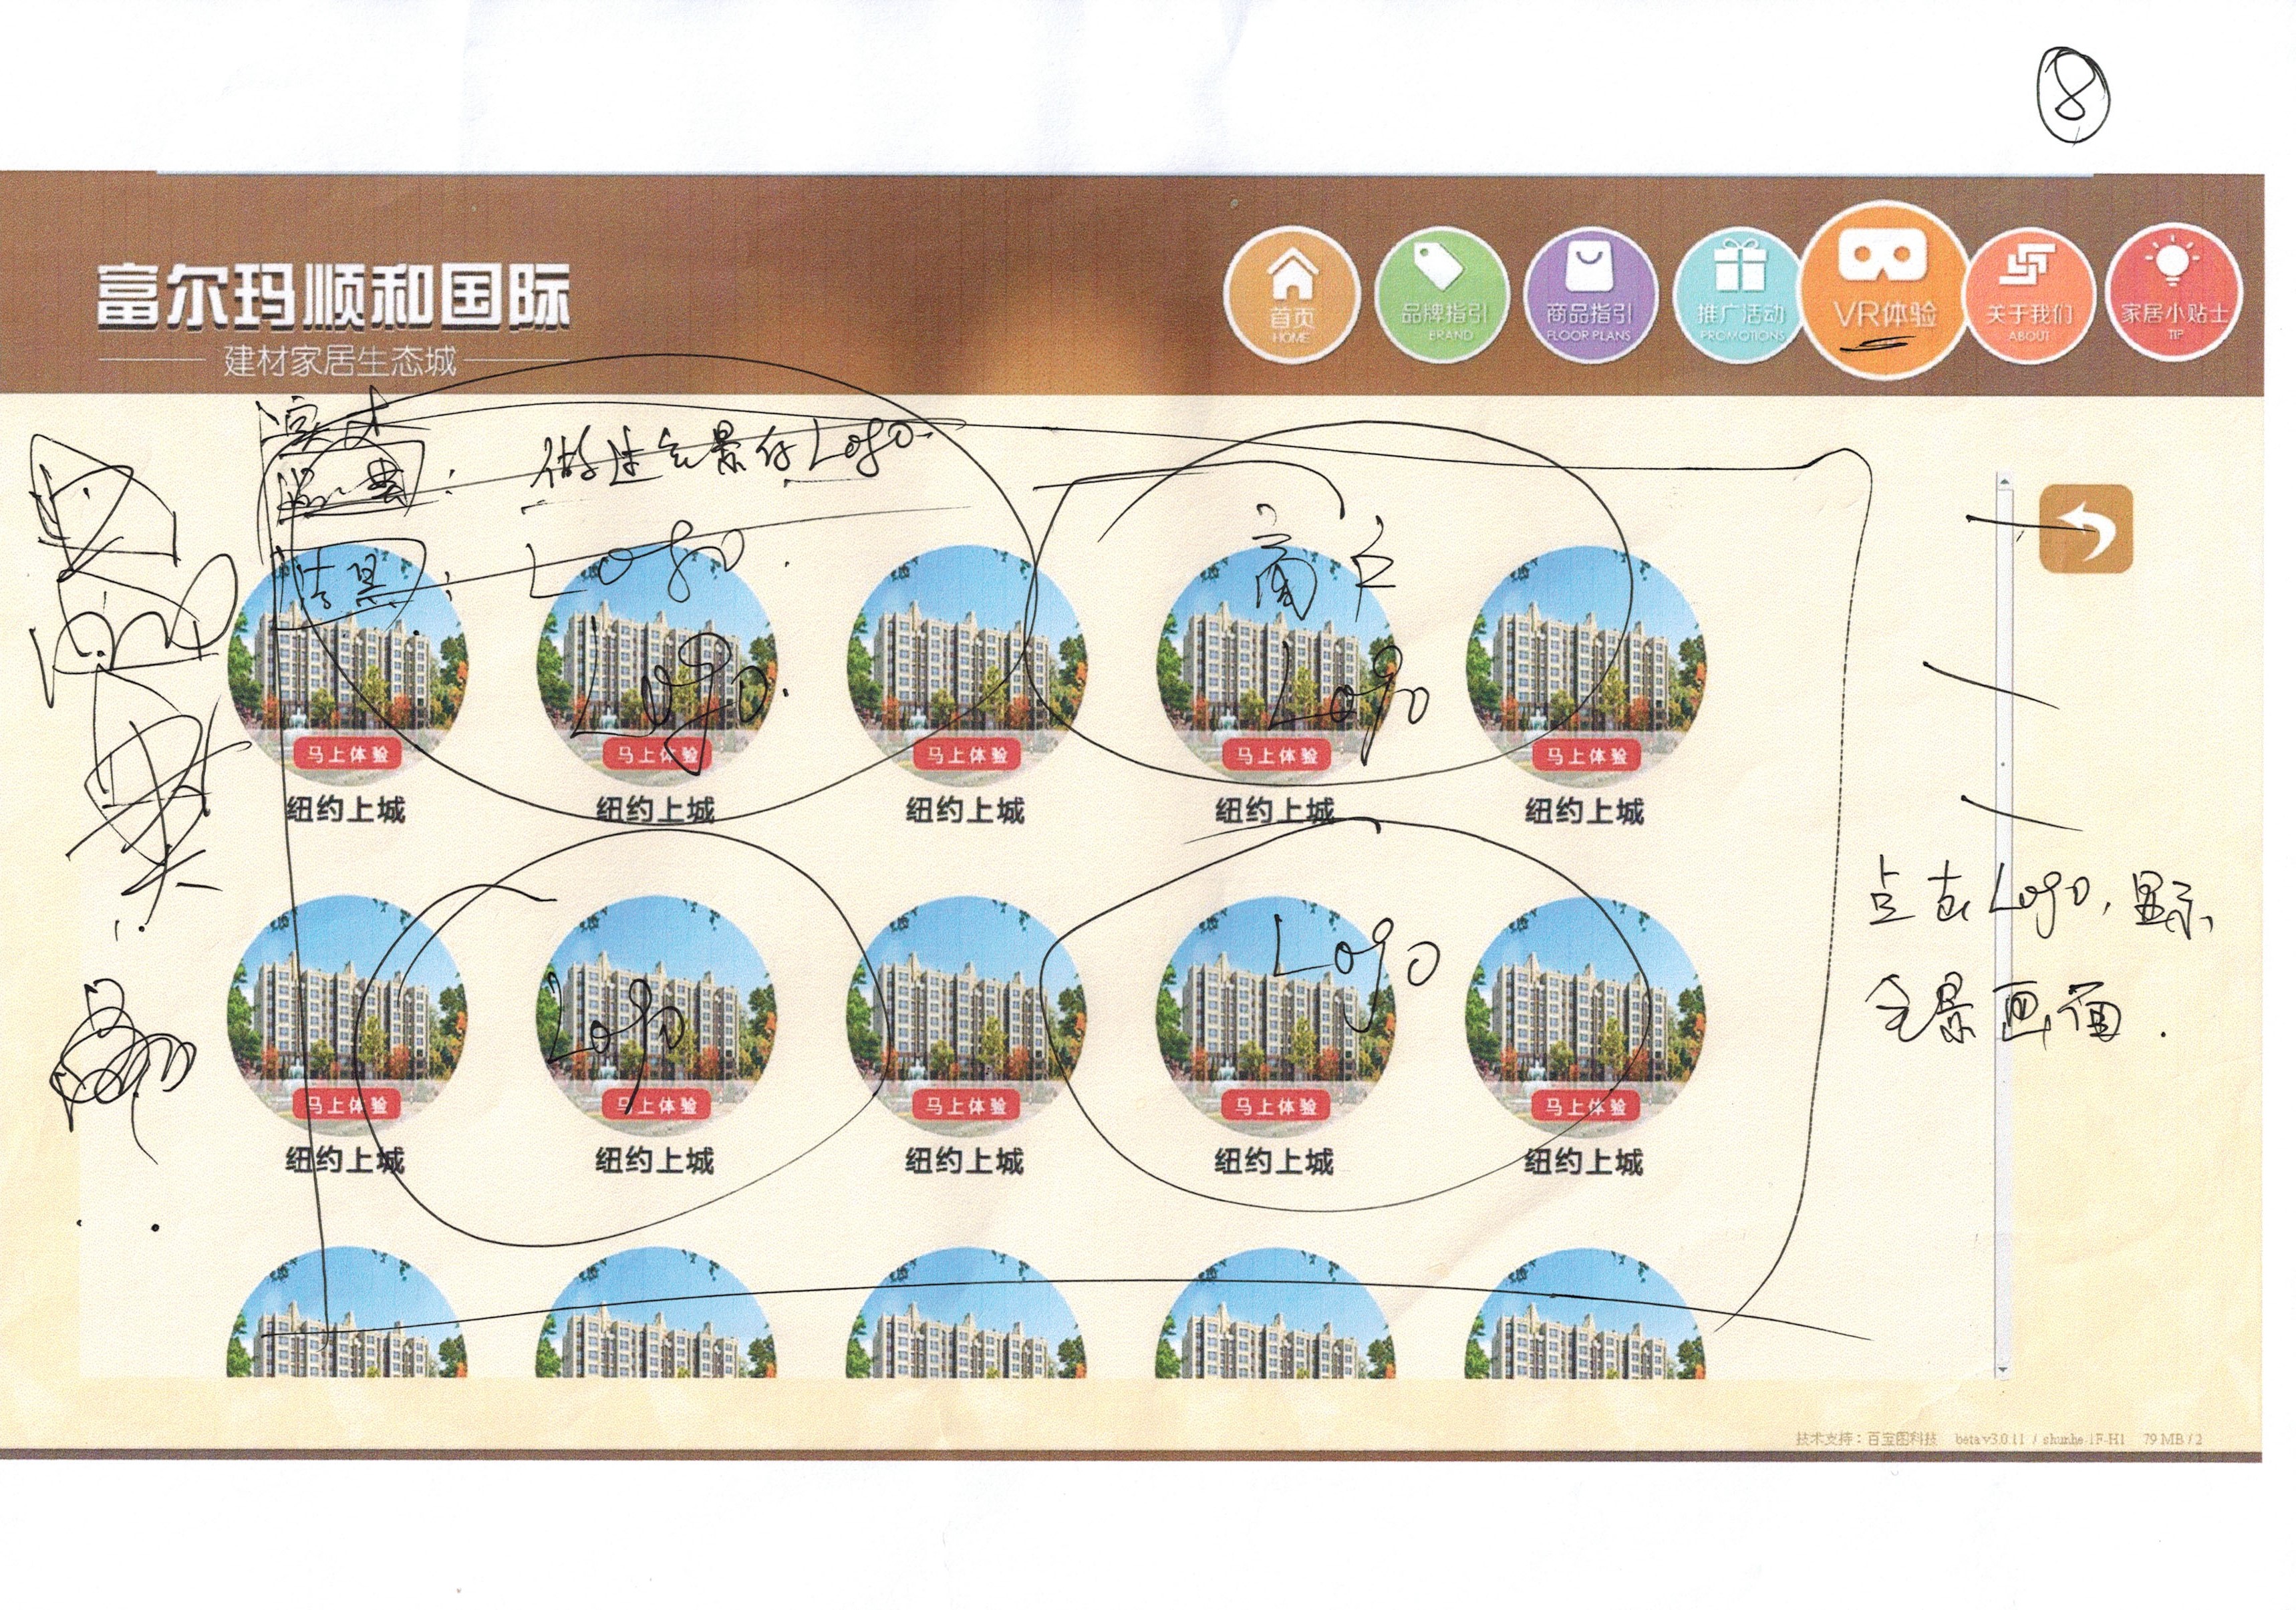 8
富尔玛顺和国际
建材家居生态城
首页
HOME
品牌指引
BRAND
商品指引
FLOOR PLANS
推广活动
PROMOTIONS
VR体验
关于我们
ABOUT
家居小贴士
TIP
做过全景的Logo
Logo.
商户
Logo.
Logo
马上体验 马上体验 马上体验 马上体验 马上体验
纽约上城 纽约上城 纽约上城 纽约上城 纽约上城
点击Logo,显示
全景画面.
Logo
Logo
马上体验 马上体验 马上体验 马上体验 马上体验
纽约上城 纽约上城 纽约上城 纽约上城 纽约上城
技术支持：百宝图科技 beta v3.0.11 / shunhe-1F-H1 79 MB / 2